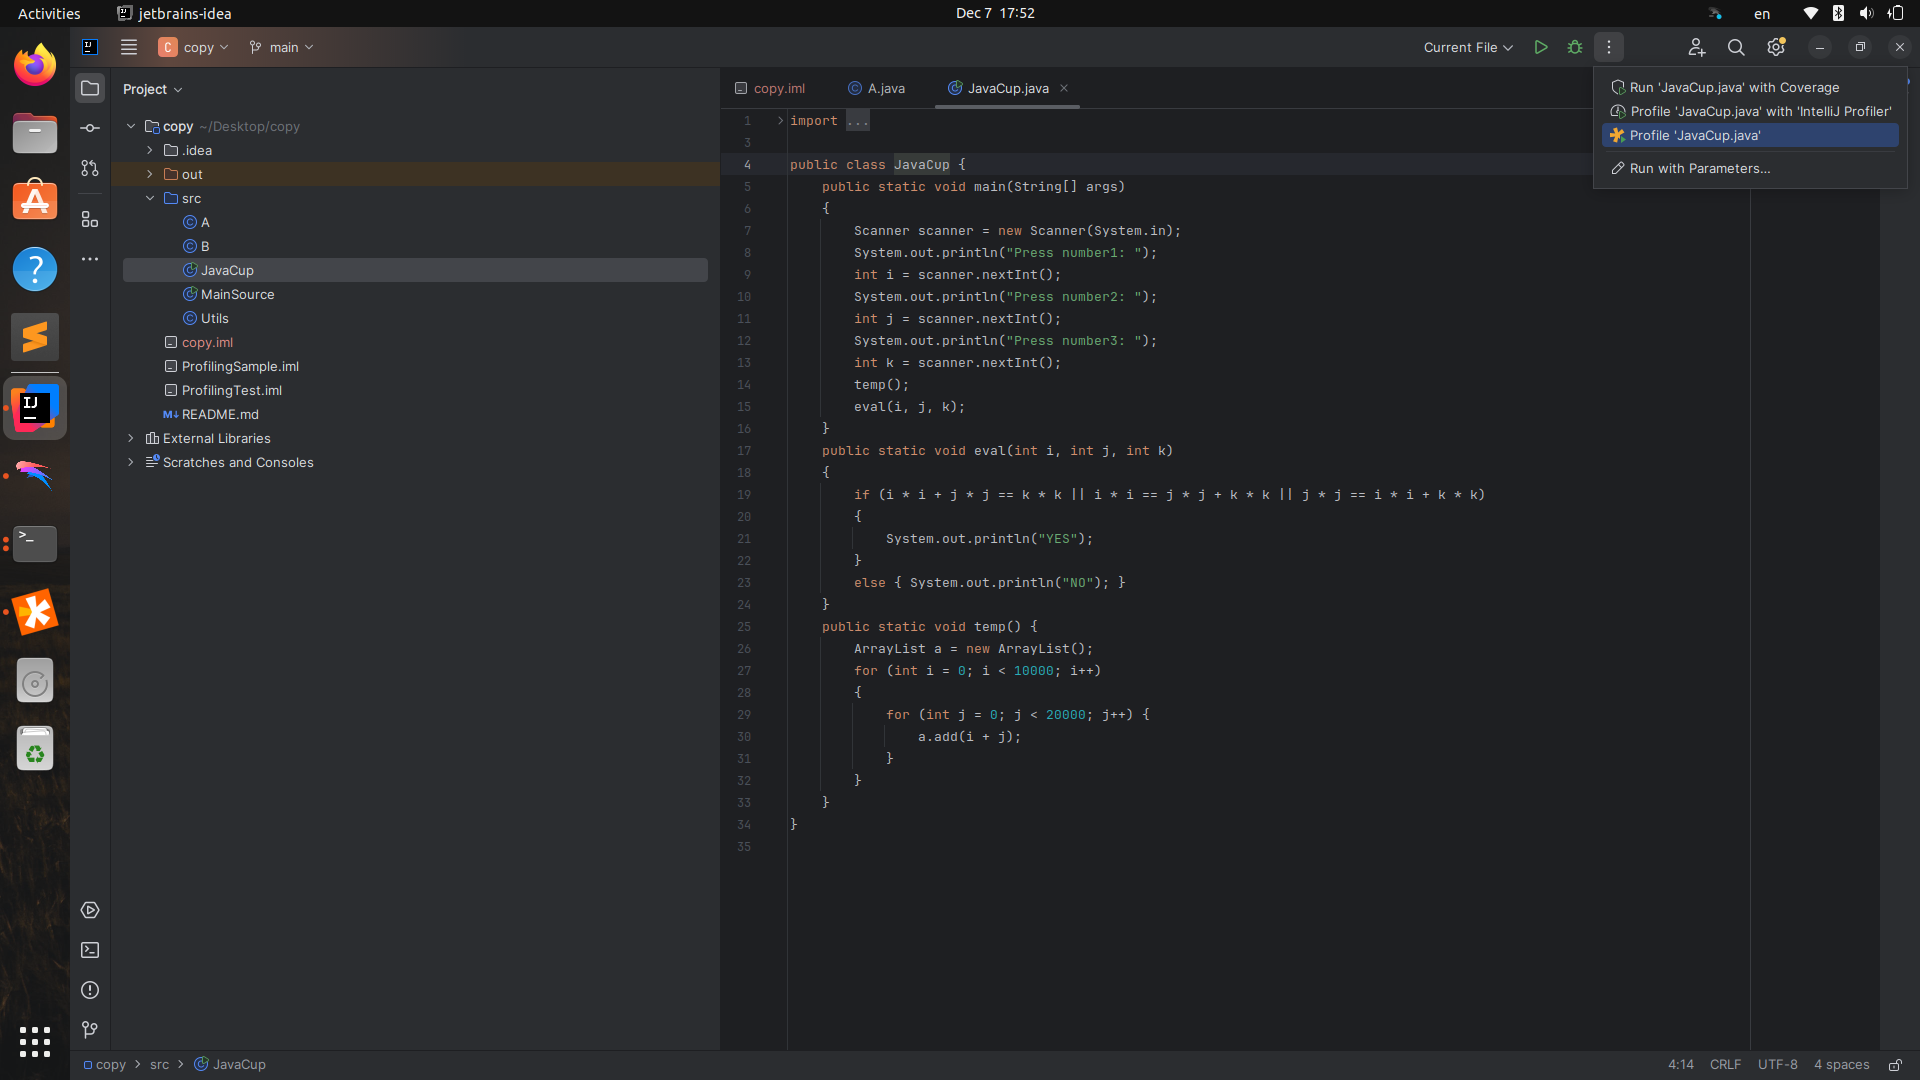 Activities
jetbrains-idea
Dec 7 17:52
en
IJ
C copy
main
Current File
Project
copy ~/Desktop/copy
.idea
out
src
A
B
JavaCup
MainSource
Utils
copy.iml
ProfilingSample.iml
ProfilingTest.iml
M↓ README.md
External Libraries
Scratches and Consoles
copy.iml
A.java
JavaCup.java
Run 'JavaCup.java' with Coverage
Profile 'JavaCup.java' with 'IntelliJ Profiler'
Profile 'JavaCup.java'
Run with Parameters...
1 import ...
3
4 public class JavaCup {
5 public static void main(String[] args)
6 {
7 Scanner scanner = new Scanner(System.in);
8 System.out.println("Press number1: ");
9 int i = scanner.nextInt();
10 System.out.println("Press number2: ");
11 int j = scanner.nextInt();
12 System.out.println("Press number3: ");
13 int k = scanner.nextInt();
14 temp();
15 eval(i, j, k);
16 }
17 public static void eval(int i, int j, int k)
18 {
19 if (i * i + j * j == k * k || i * i == j * j + k * k || j * j == i * i + k * k)
20 {
21 System.out.println("YES");
22 }
23 else { System.out.println("NO"); }
24 }
25 public static void temp() {
26 ArrayList a = new ArrayList();
27 for (int i = 0; i < 10000; i++)
28 {
29 for (int j = 0; j < 20000; j++) {
30 a.add(i + j);
31 }
32 }
33 }
34 }
35
copy > src > JavaCup
4:14 CRLF UTF-8 4 spaces